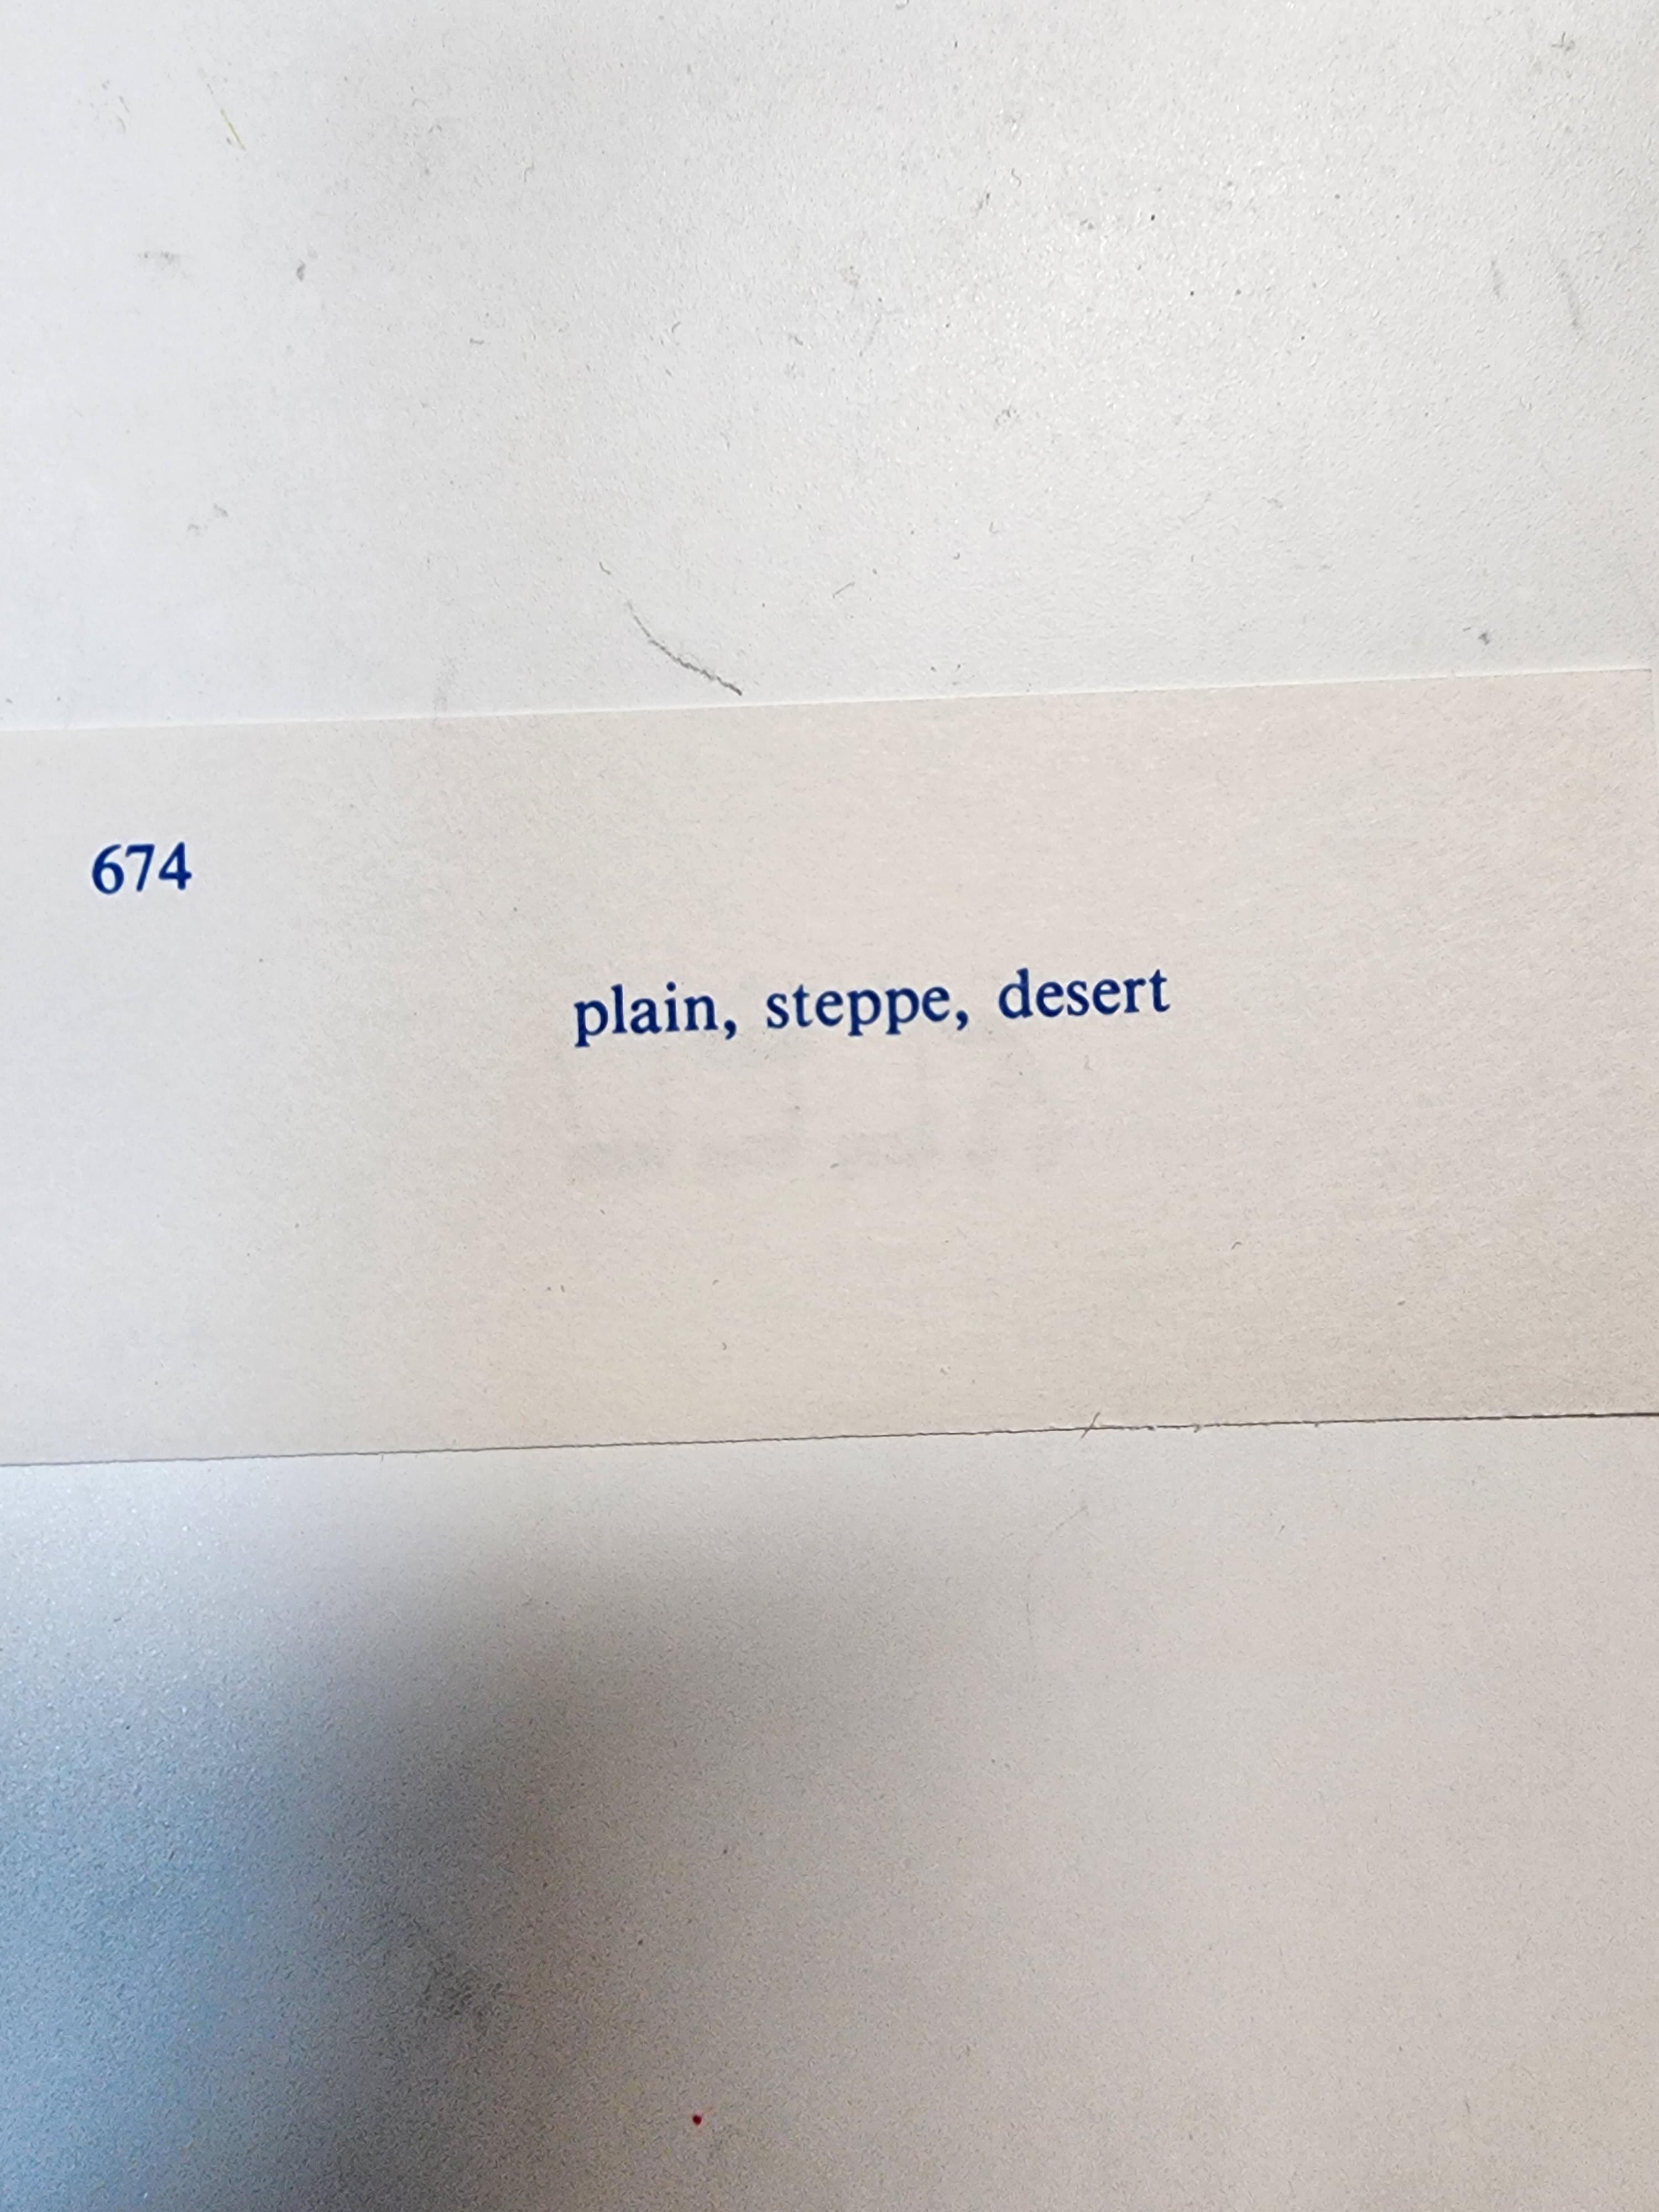 674
plain, steppe, desert